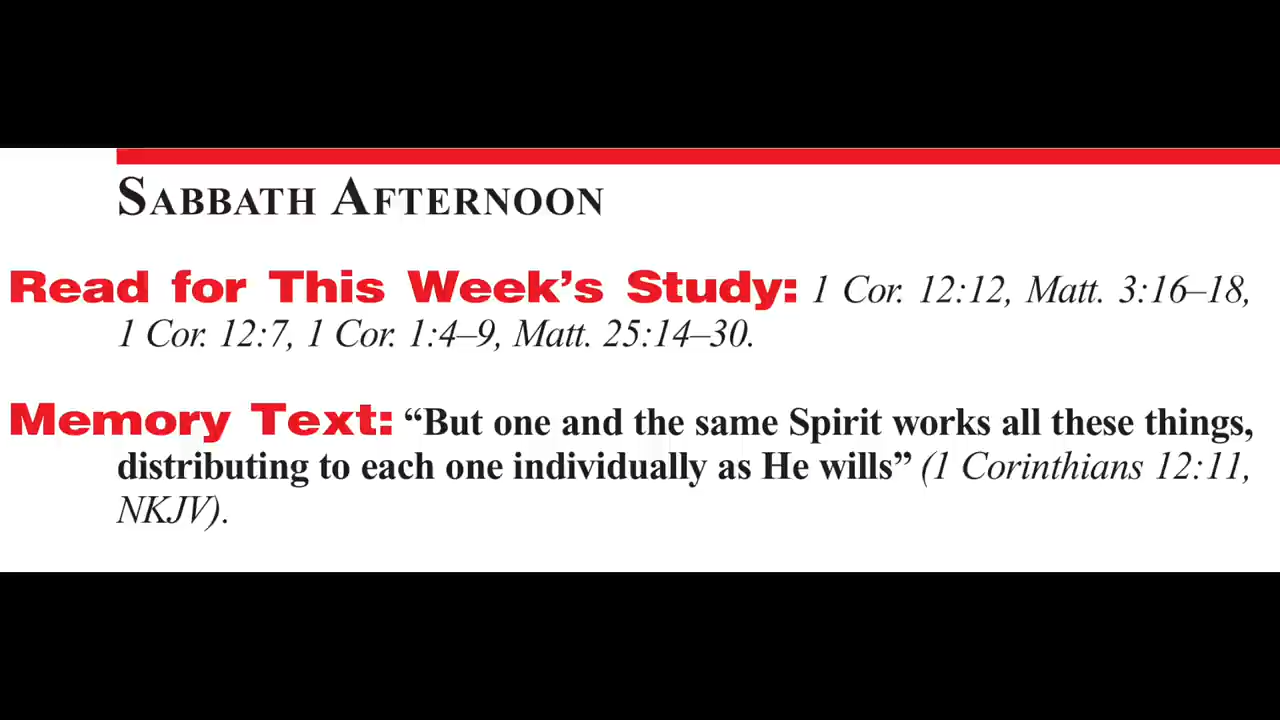 SABBATH AFTERNOON
Read for This Week’s Study: 1 Cor. 12:12, Matt. 3:16–18,
1 Cor. 12:7, 1 Cor. 1:4–9, Matt. 25:14–30.
Memory Text: “But one and the same Spirit works all these things,
distributing to each one individually as He wills” (1 Corinthians 12:11,
NKJV).